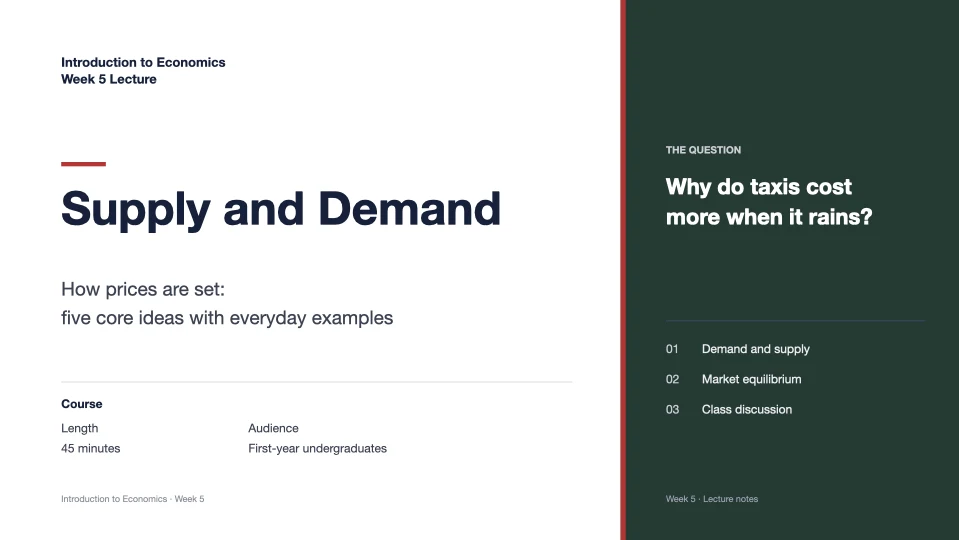 Introduction to Economics
Week 5 Lecture
Supply and Demand
How prices are set:
five core ideas with everyday examples
Course
Length
Audience
45 minutes
First-year undergraduates
Introduction to Economics · Week 5
THE QUESTION
Why do taxis cost
more when it rains?
01 Demand and supply
02 Market equilibrium
03 Class discussion
Week 5 · Lecture notes